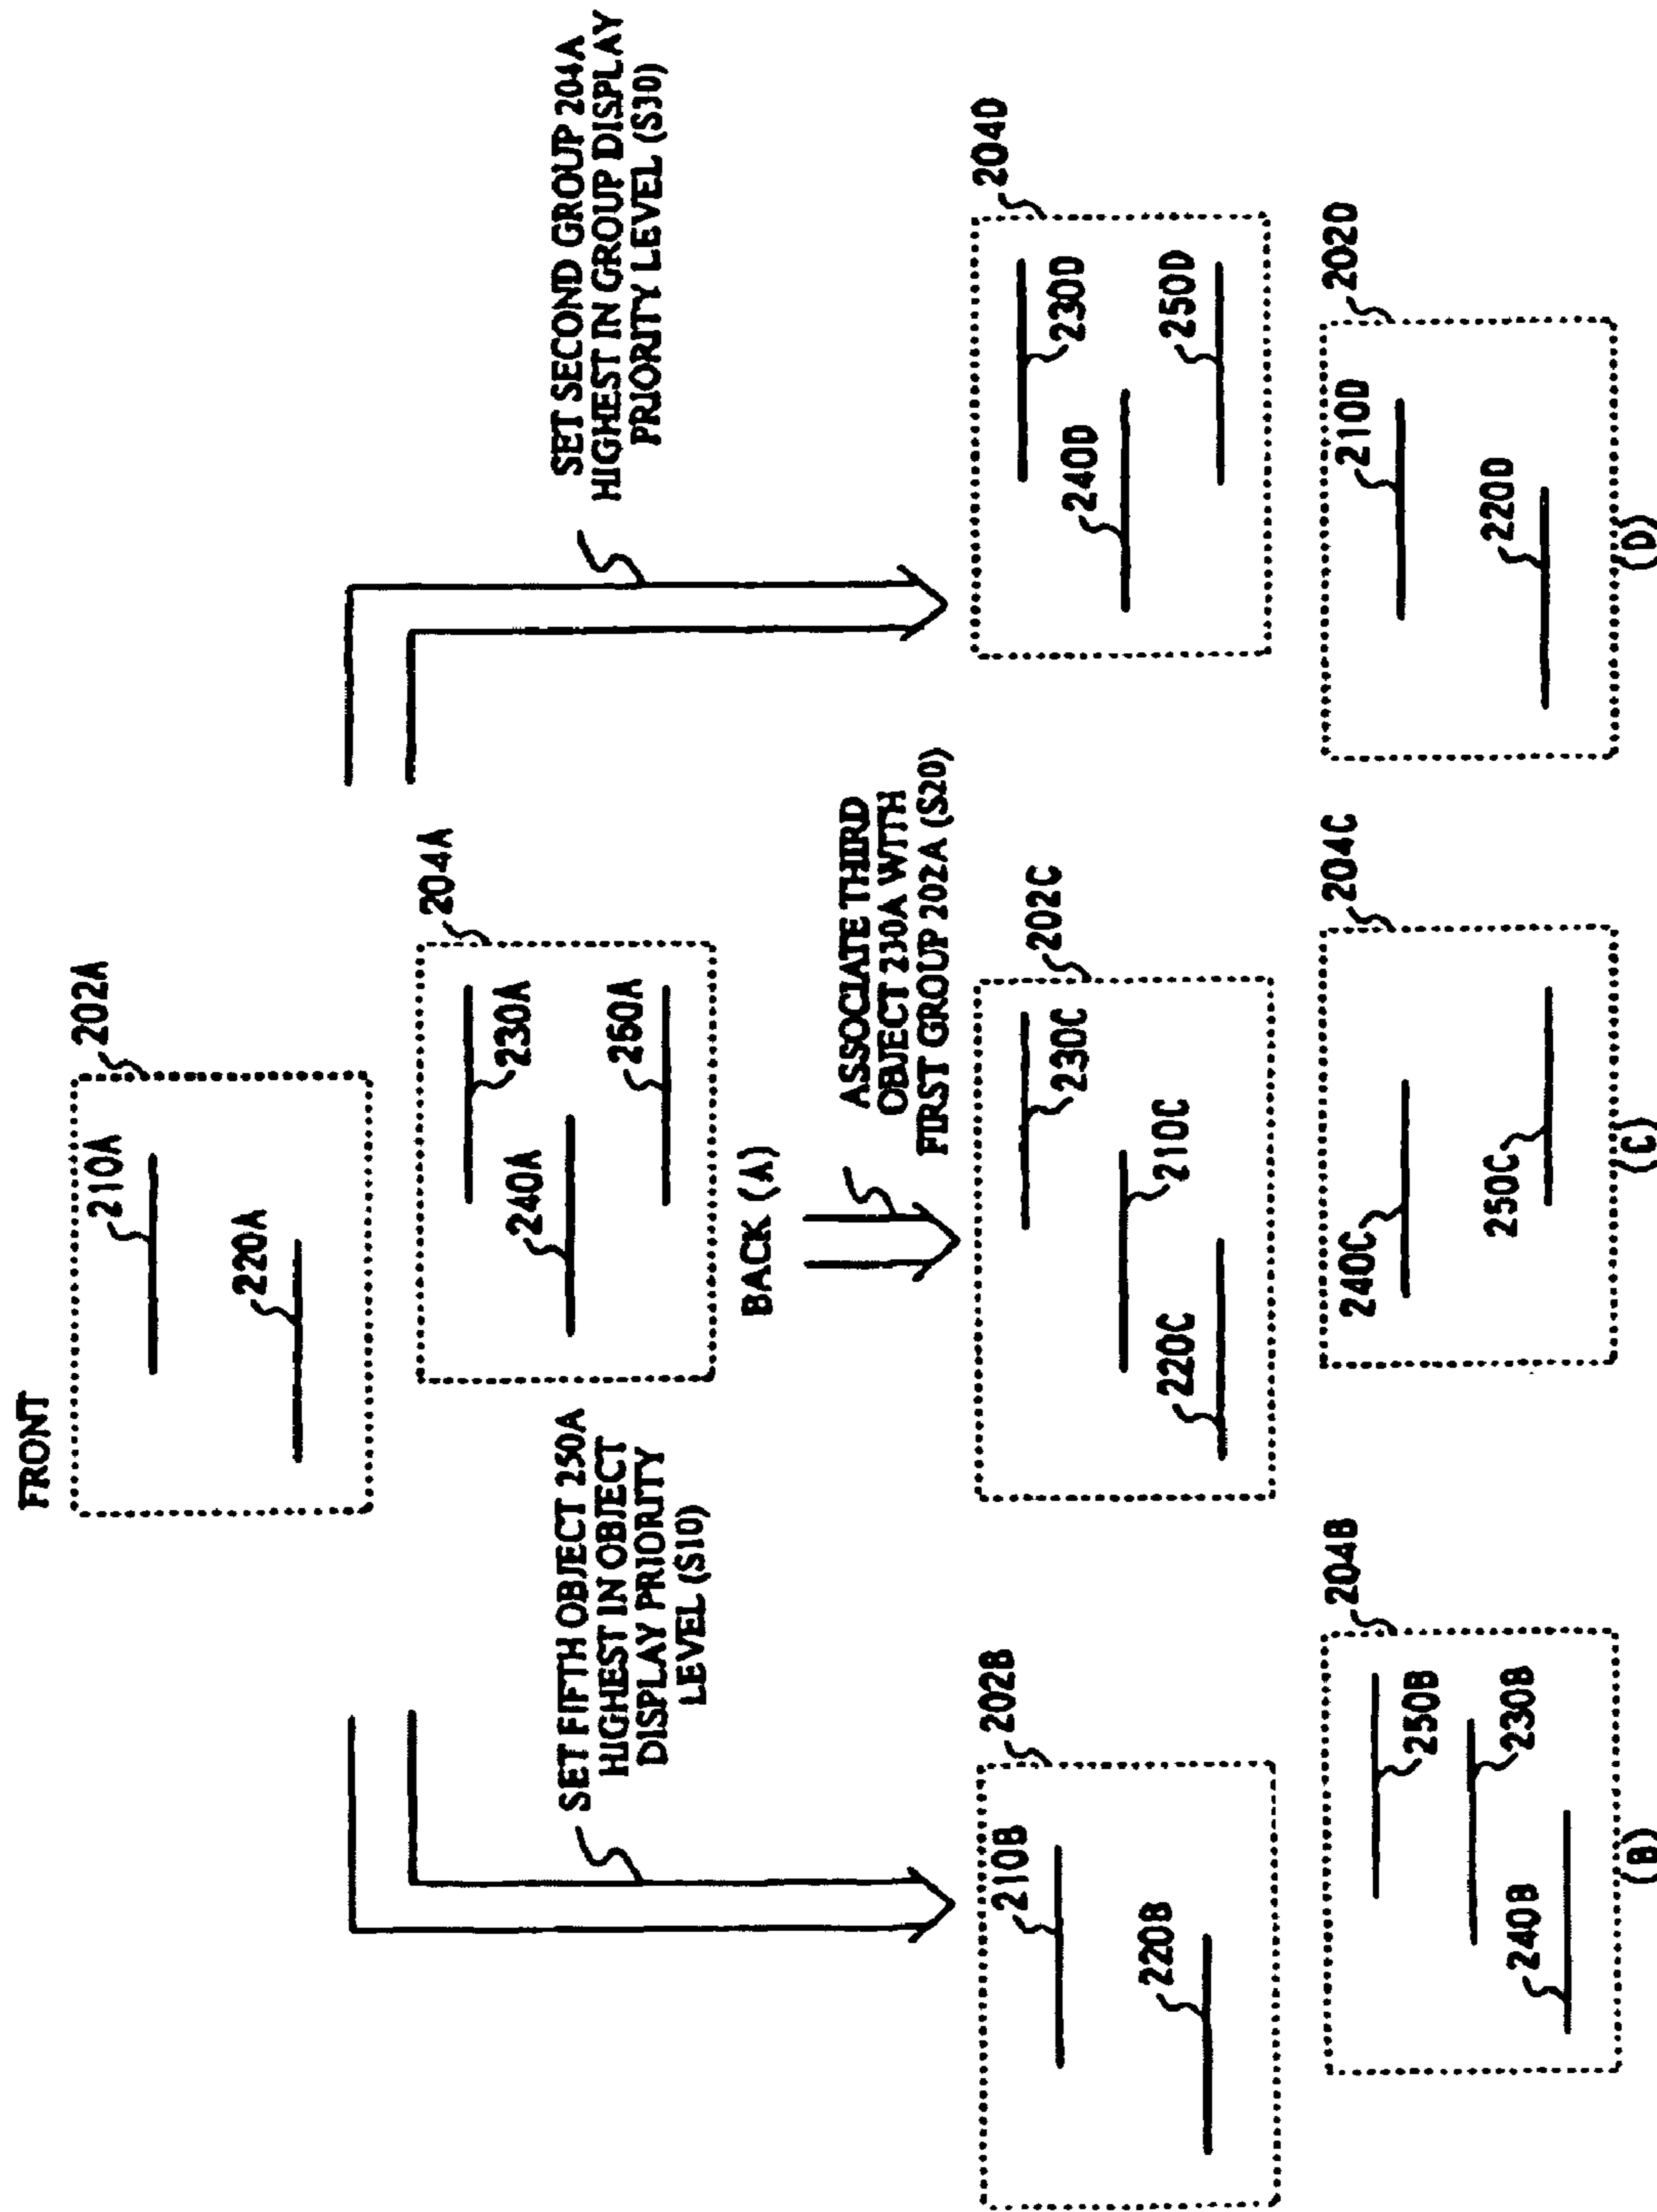 FRONT
202A
210A
220A
204A
230A
240A
250A
BACK (A)
SET FIFTH OBJECT 250A
HIGHEST IN OBJECT
DISPLAY PRIORITY
LEVEL (S10)
ASSOCIATE THIRD
OBJECT 230A WITH
FIRST GROUP 202A (S20)
SET SECOND GROUP 204A
HIGHEST IN GROUP DISPLAY
PRIORITY LEVEL (S30)
202B
210B
220B
204B
250B
230B
240B
(B)
202C
230C
210C
220C
204C
240C
250C
(C)
204D
230D
240D
250D
202D
210D
220D
(D)